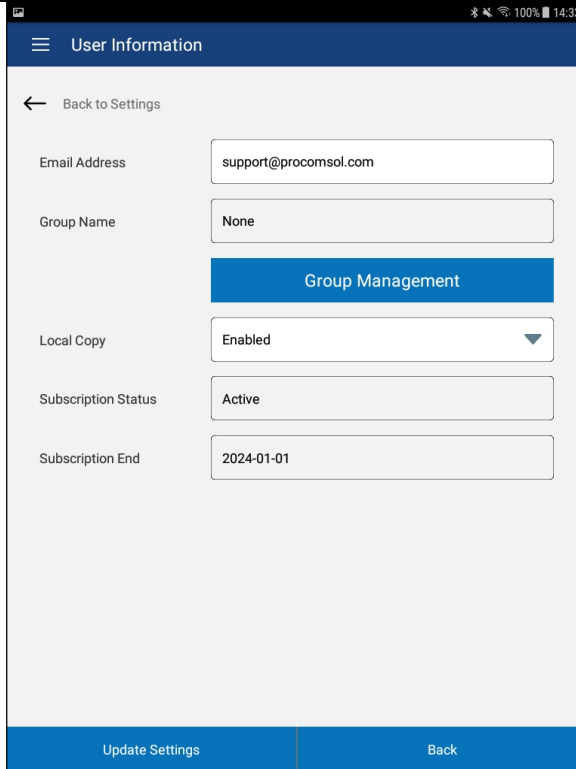 100% 14:33
User Information
Back to Settings
Email Address support@procomsol.com
Group Name None
Group Management
Local Copy Enabled
Subscription Status Active
Subscription End 2024-01-01
Update Settings Back